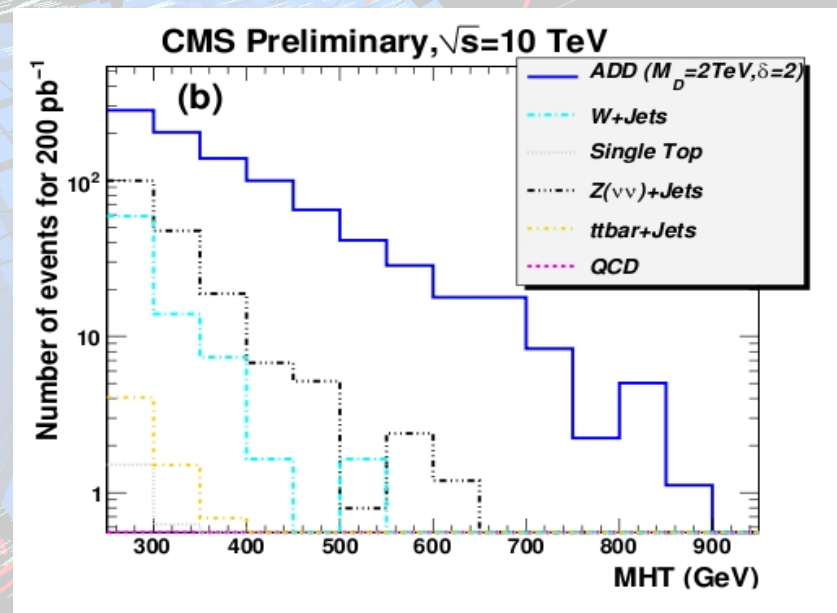 CMS Preliminary,√s=10 TeV
(b)
ADD (M_D=2TeV,δ=2)
W+Jets
Single Top
Z(νν)+Jets
ttbar+Jets
QCD
Number of events for 200 pb⁻¹
10²
10
1
300 400 500 600 700 800 900
MHT (GeV)